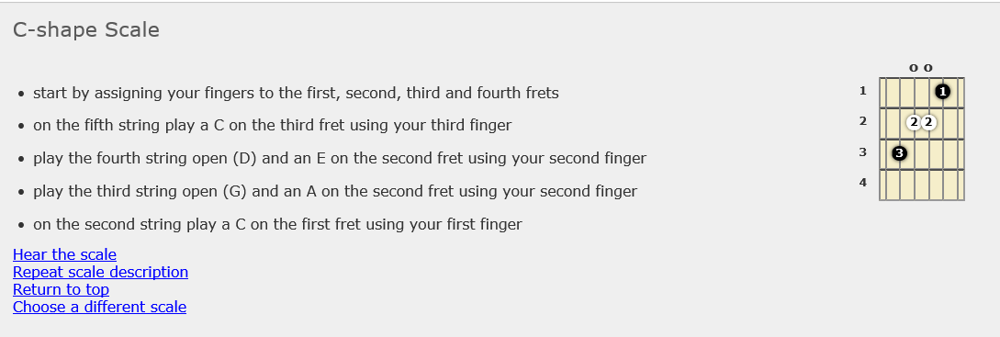 C-shape Scale
• start by assigning your fingers to the first, second, third and fourth frets
• on the fifth string play a C on the third fret using your third finger
• play the fourth string open (D) and an E on the second fret using your second finger
• play the third string open (G) and an A on the second fret using your second finger
• on the second string play a C on the first fret using your first finger
Hear the scale
Repeat scale description
Return to top
Choose a different scale
o o
1 1
2 2 2
3 3
4